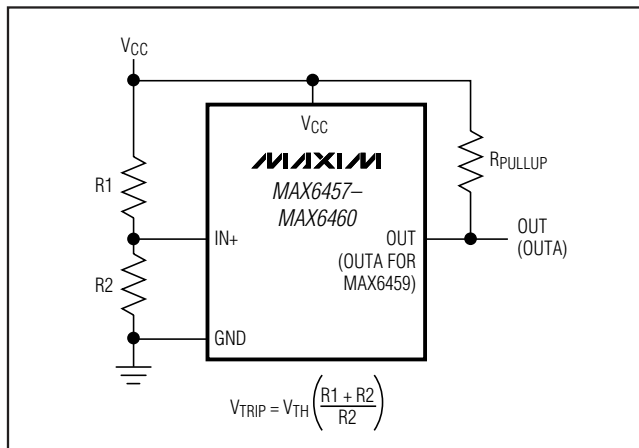 VCC
VCC
MAXIM
MAX6457–
MAX6460
R1
RPULLUP
IN+
OUT
(OUTA FOR
MAX6459)
OUT
(OUTA)
R2
GND
VTRIP = VTH (R1 + R2 / R2)